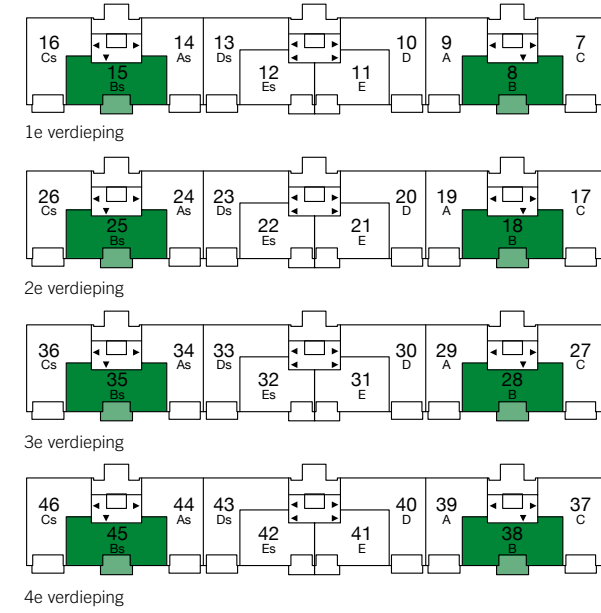 16 14 13 10 9 7
Cs As Ds D A C
15 12 11 8
Bs Es E B
1e verdieping
26 24 23 20 19 17
Cs As Ds D A C
25 22 21 18
Bs Es E B
2e verdieping
36 34 33 30 29 27
Cs As Ds D A C
35 32 31 28
Bs Es E B
3e verdieping
46 44 43 40 39 37
Cs As Ds D A C
45 42 41 38
Bs Es E B
4e verdieping